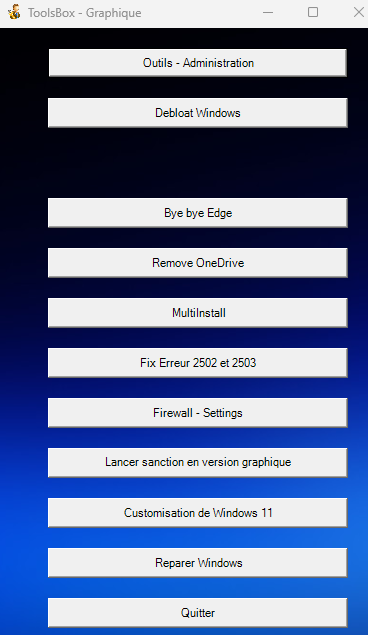 ToolsBox - Graphique
Outils - Administration
Debloat Windows
Bye bye Edge
Remove OneDrive
MultiInstall
Fix Erreur 2502 et 2503
Firewall - Settings
Lancer sanction en version graphique
Customisation de Windows 11
Reparer Windows
Quitter